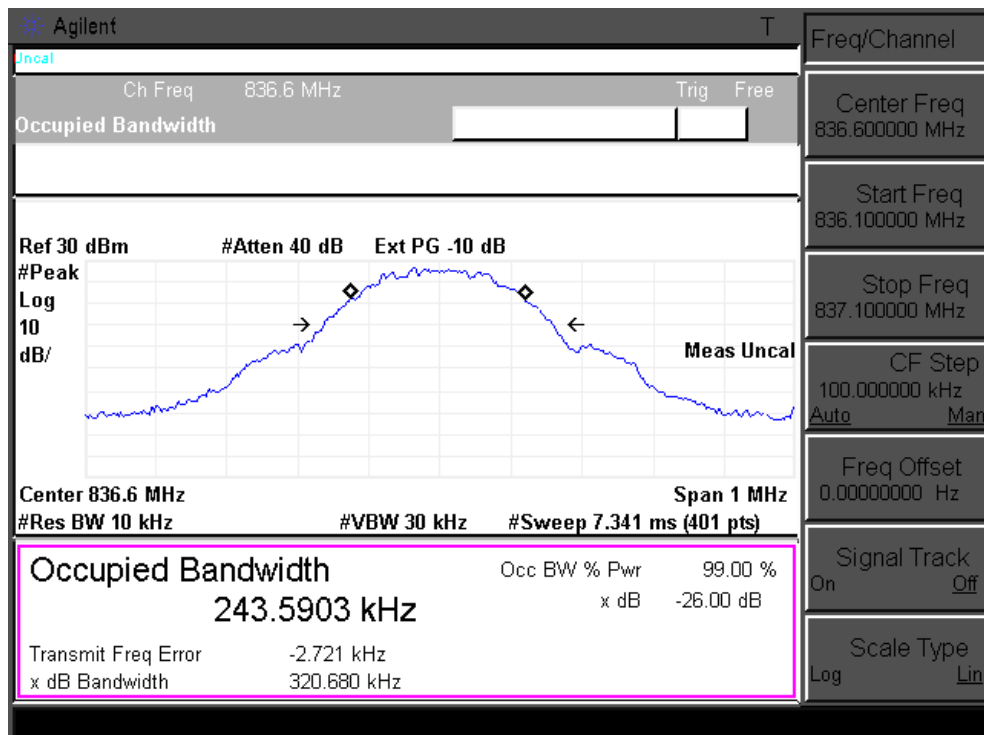 Agilent T
Uncal
Ch Freq 836.6 MHz Trig Free
Occupied Bandwidth
Ref 30 dBm #Atten 40 dB Ext PG -10 dB
#Peak
Log
10
dB/
Meas Uncal
Center 836.6 MHz Span 1 MHz
#Res BW 10 kHz #VBW 30 kHz #Sweep 7.341 ms (401 pts)
Occupied Bandwidth
243.5903 kHz
Occ BW % Pwr 99.00 %
x dB -26.00 dB
Transmit Freq Error -2.721 kHz
x dB Bandwidth 320.680 kHz
Freq/Channel
Center Freq
836.600000 MHz
Start Freq
836.100000 MHz
Stop Freq
837.100000 MHz
CF Step
100.000000 kHz
Auto Man
Freq Offset
0.00000000 Hz
Signal Track
On Off
Scale Type
Log Lin